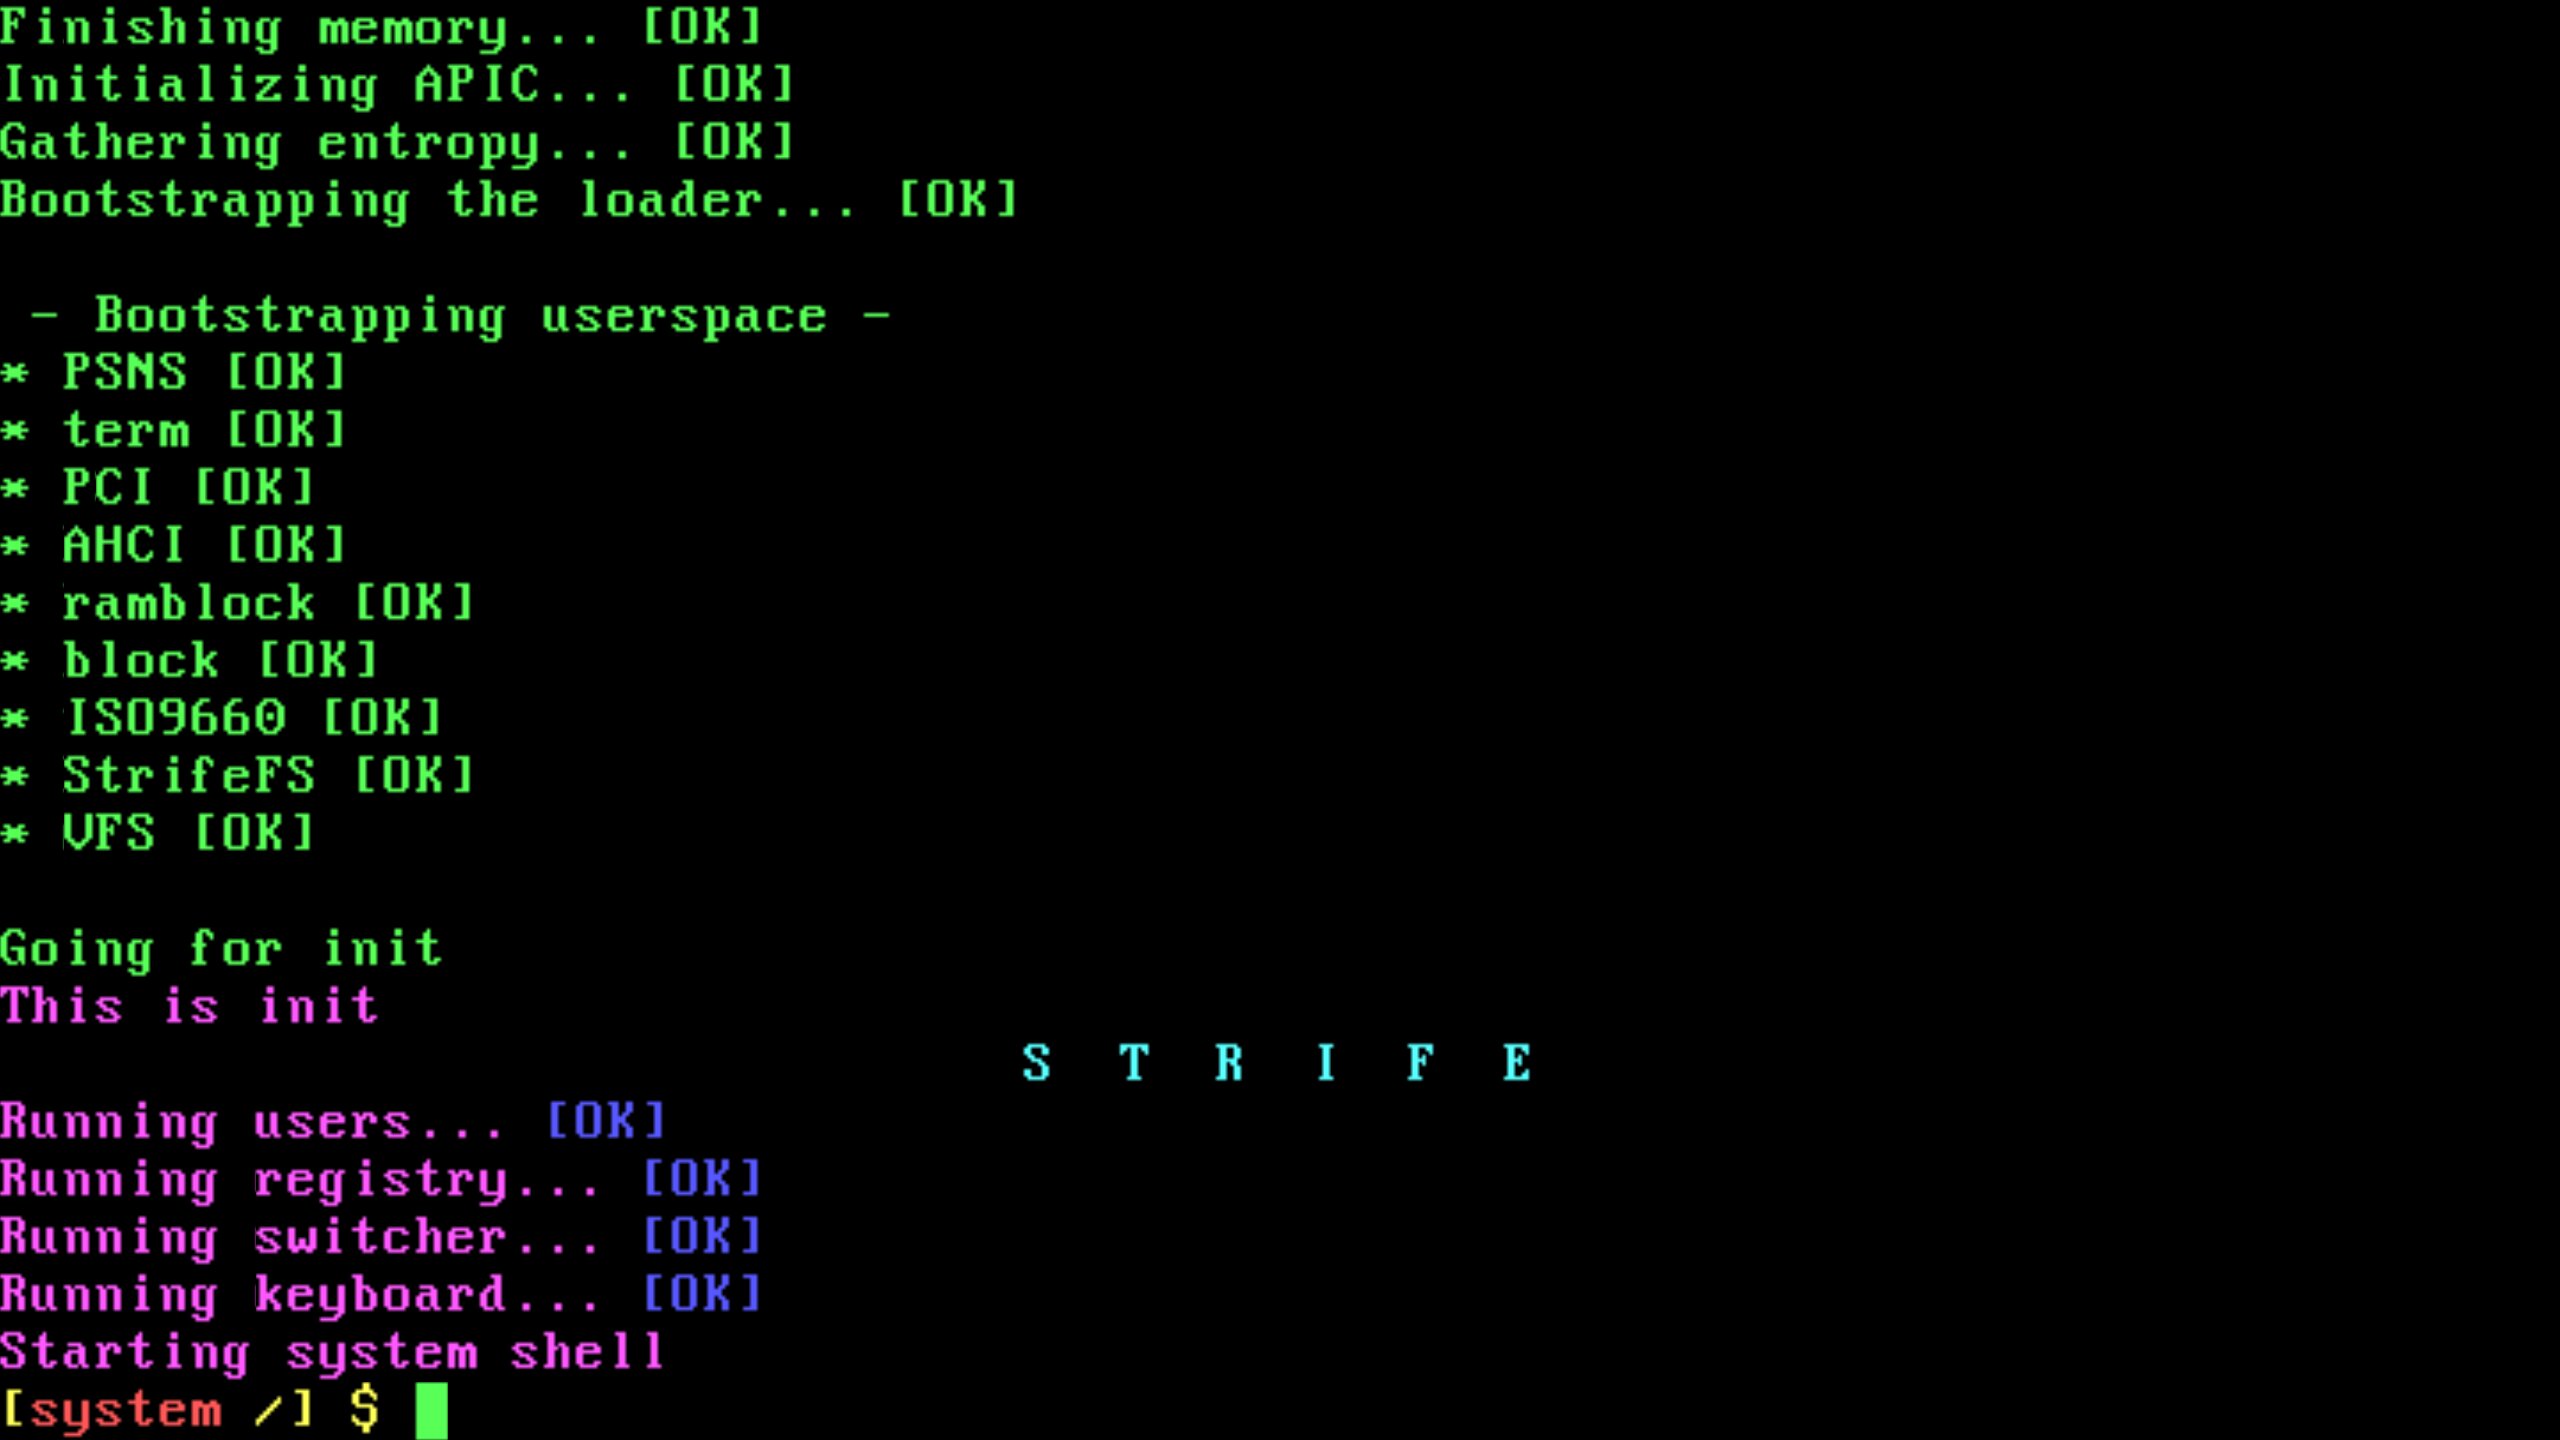 Finishing memory... [OK]
Initializing APIC... [OK]
Gathering entropy... [OK]
Bootstrapping the loader... [OK]
- Bootstrapping userspace -
* PSNS [OK]
* term [OK]
* PCI [OK]
* AHCI [OK]
* ramblock [OK]
* block [OK]
* ISO9660 [OK]
* StrifeFS [OK]
* VFS [OK]
Going for init
This is init
S T R I F E
Running users... [OK]
Running registry... [OK]
Running switcher... [OK]
Running keyboard... [OK]
Starting system shell
[system /] $